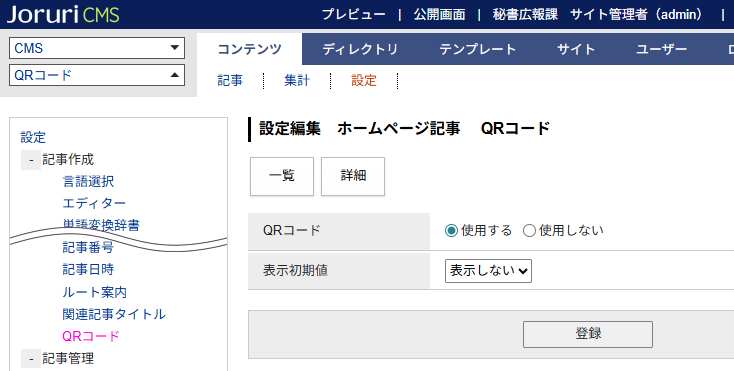 Joruri CMS
プレビュー | 公開画面 | 秘書広報課 サイト管理者（admin） |
CMS
QRコード
コンテンツ ディレクトリ テンプレート サイト ユーザー
記事 集計 設定
設定
- 記事作成
言語選択
エディター
単語変換辞書
記事番号
記事日時
ルート案内
関連記事タイトル
QRコード
- 記事管理
設定編集 ホームページ記事 QRコード
一覧 詳細
QRコード 使用する 使用しない
表示初期値 表示しない
登録